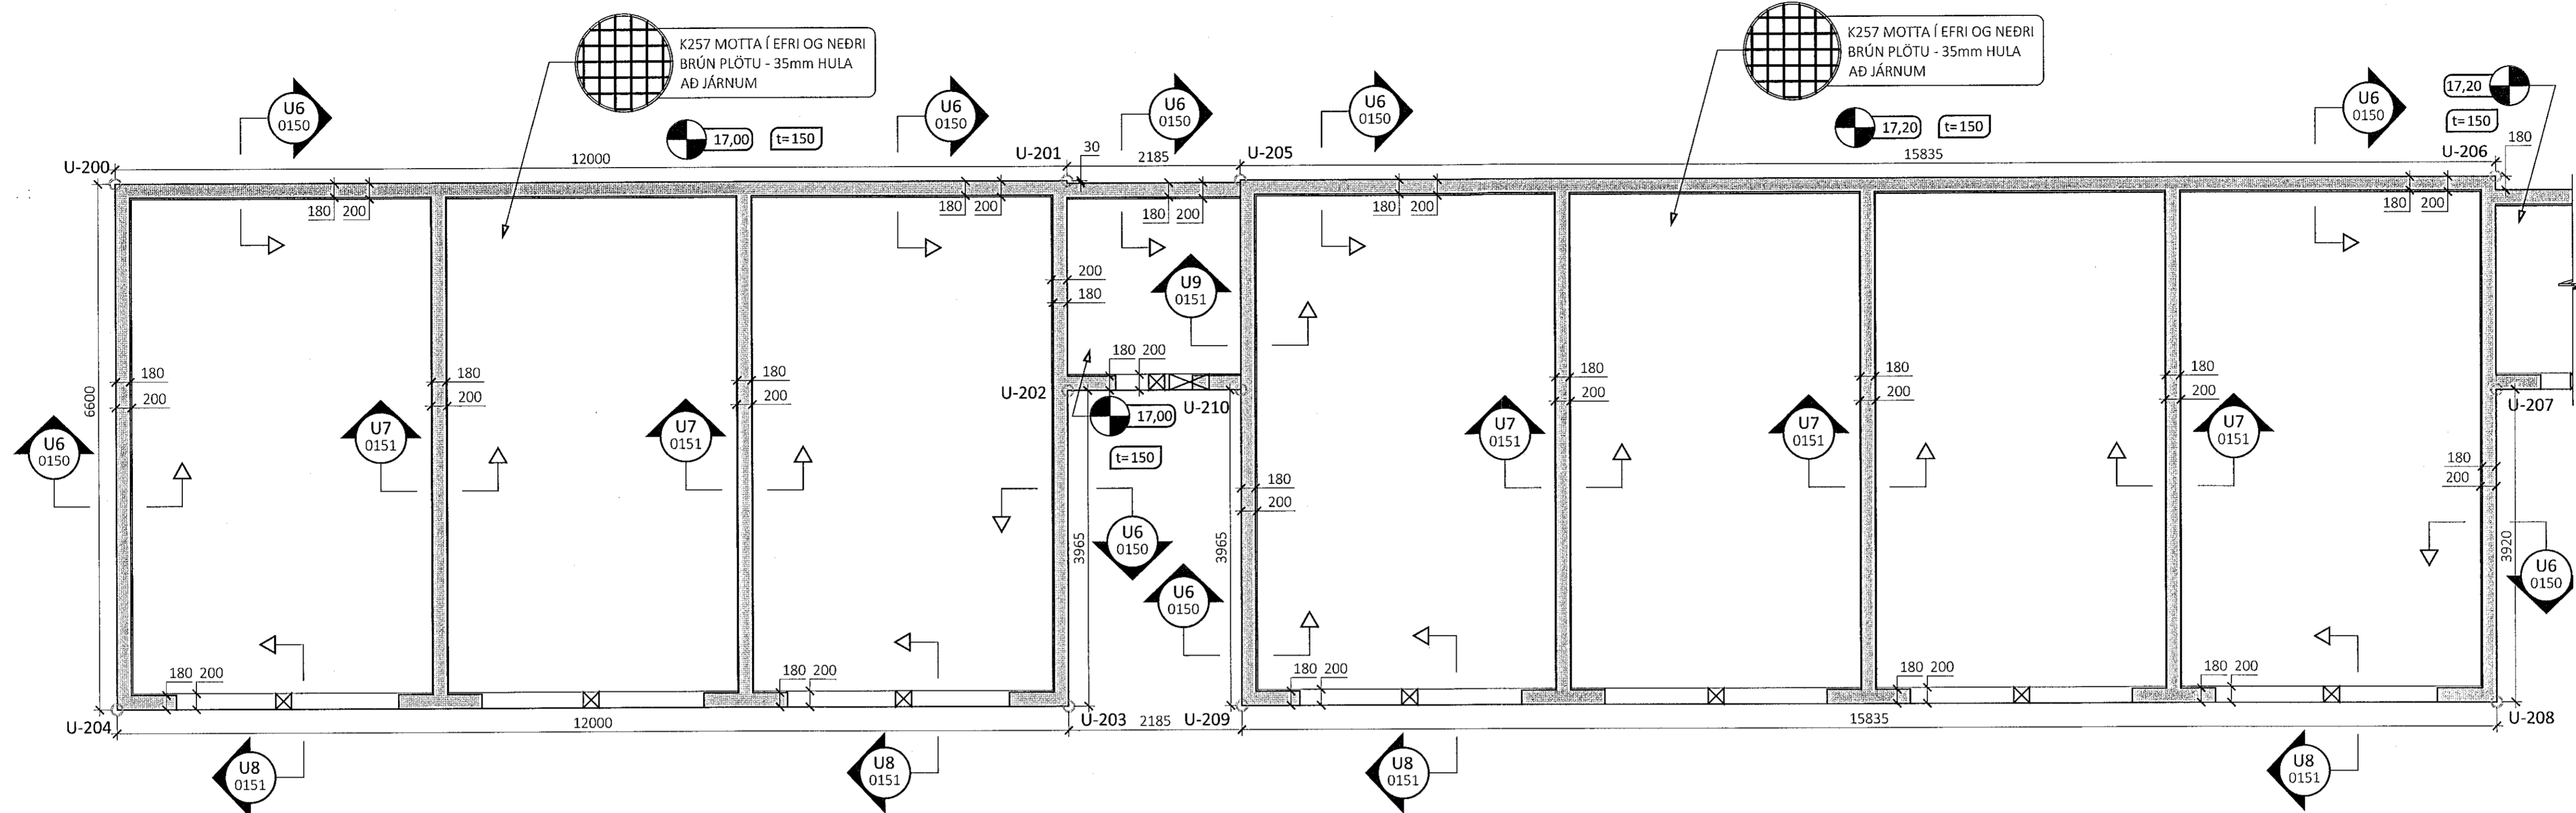 K257 MOTTA Í EFRI OG NEÐRI
BRÚN PLÖTU - 35mm HULA
AÐ JÁRNUM
K257 MOTTA Í EFRI OG NEÐRI
BRÚN PLÖTU - 35mm HULA
AÐ JÁRNUM
U6
0150
U6
0150
U6
0150
U6
0150
U6
0150
17,20
t=150
17,00
t=150
17,20
t=150
180
U-200
12000
U-201
30
2185
U-205
15835
U-206
180
200
180
200
180
200
180
200
180
200
200
180
U9
0151
6600
180
200
180
200
180
200
180
200
180
200
180
200
180
200
U-202
17,00
U-210
t=150
U-207
U6
0150
U7
0151
U7
0151
U7
0151
U7
0151
U7
0151
180
200
180
200
3965
U6
0150
3965
U6
0150
3920
U6
0150
180 200
180 200
180 200
180 200
180 200
U-204
12000
U-203
2185
U-209
15835
U-208
U8
0151
U8
0151
U8
0151
U8
0151